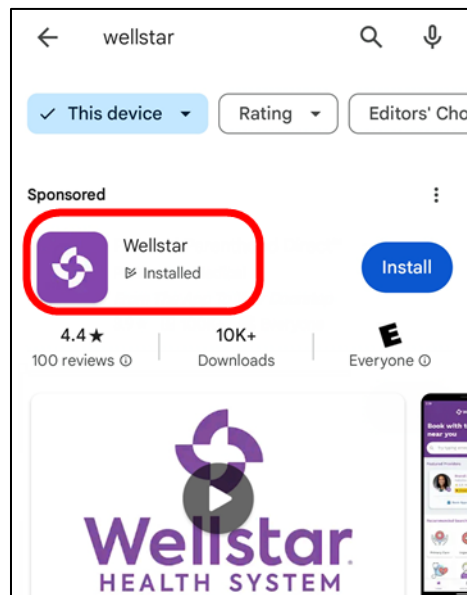 wellstar
This device
Rating
Editors' Cho
Sponsored
Wellstar
Installed
Install
4.4★
10K+
E
100 reviews
Downloads
Everyone
Book with t
near you
Wellstar
HEALTH SYSTEM